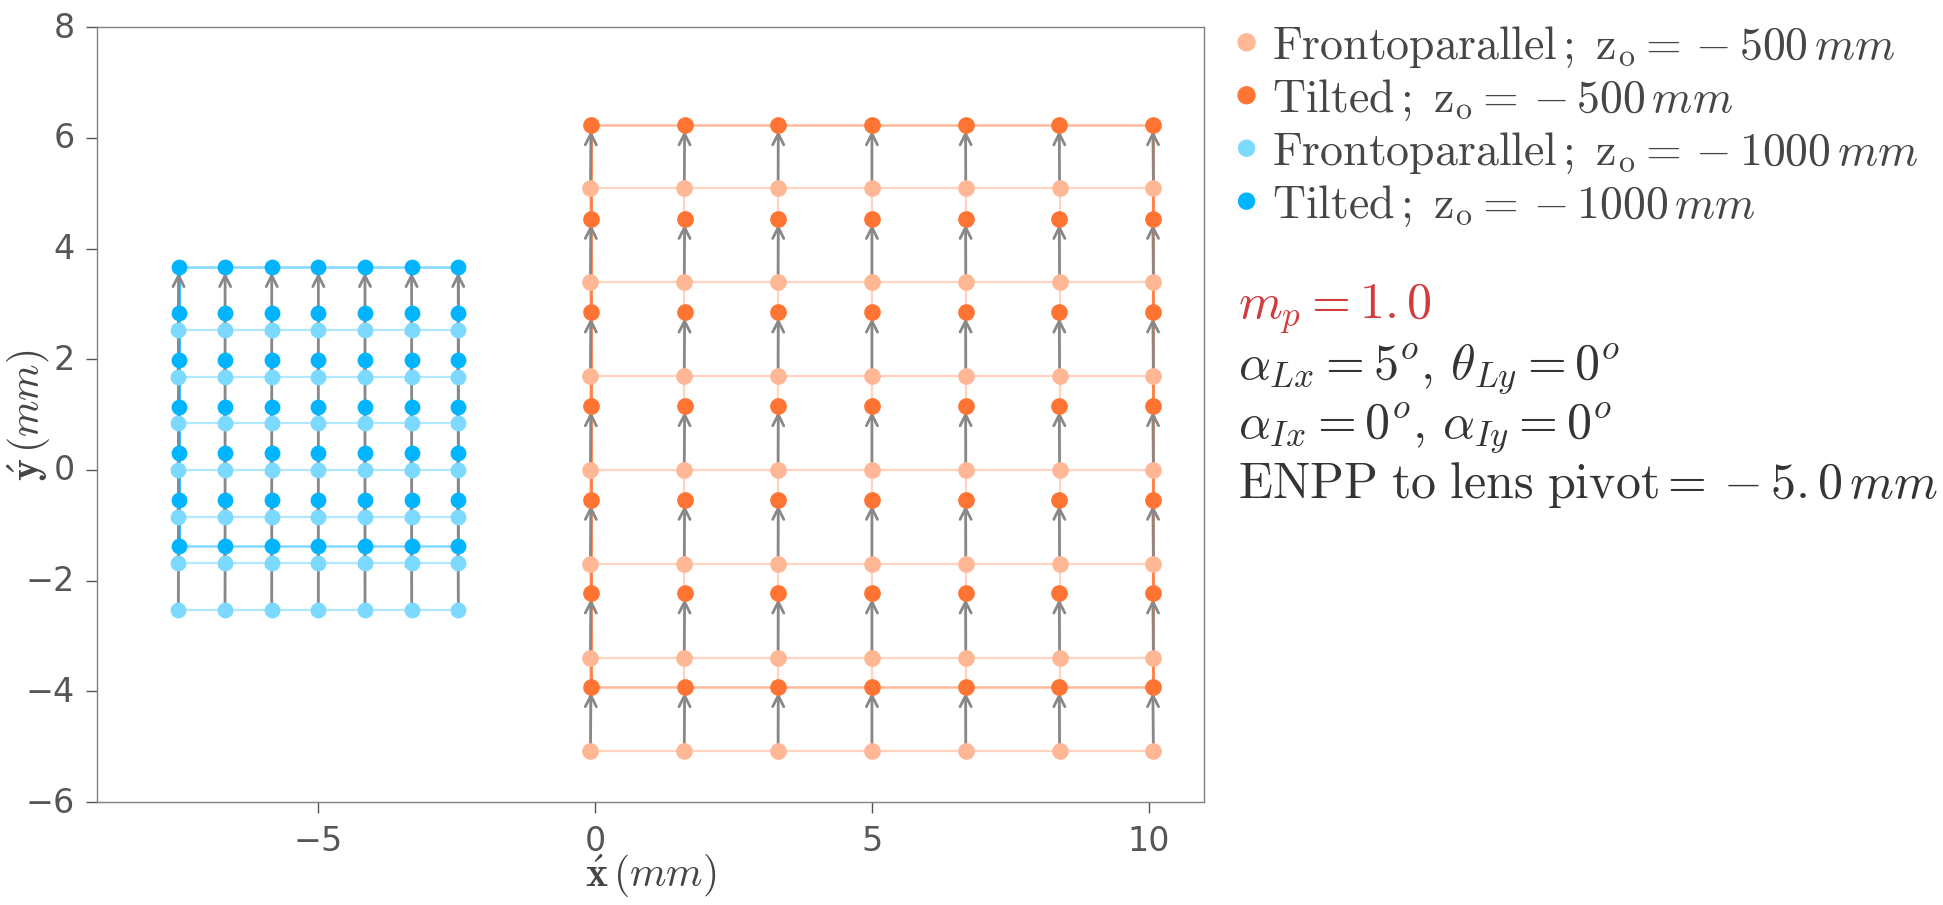 Frontoparallel; z_o = −500 mm
Tilted; z_o = −500 mm
Frontoparallel; z_o = −1000 mm
Tilted; z_o = −1000 mm
m_p = 1.0
α_Lx = 5^o, θ_Ly = 0^o
α_Ix = 0^o, α_Iy = 0^o
ENPP to lens pivot = −5.0 mm
8
6
4
2
0
−2
−4
−6
ý (mm)
−5 0 5 10
x́ (mm)